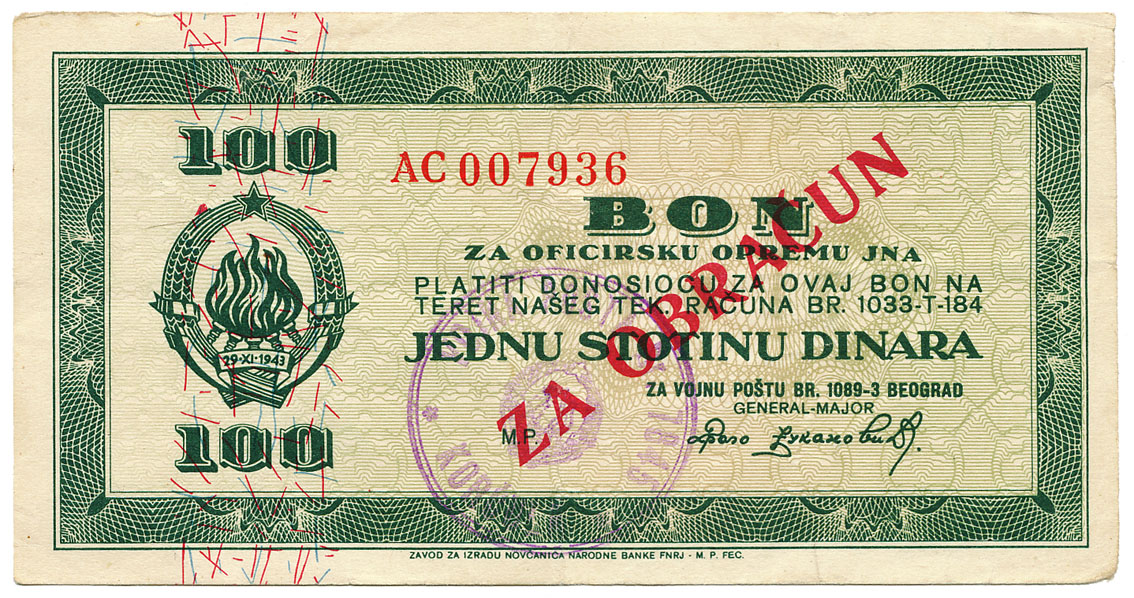 100
AC 007936
BON
ZA OFICIRSKU OPREMU JNA
PLATITI DONOSIOCU ZA OVAJ BON NA
TERET NAŠEG TEK. RAČUNA BR. 1033-T-184
JEDNU STOTINU DINARA
ZA OBRAČUN
29·XI·1943
ZA VOJNU POŠTU BR. 1089-3 BEOGRAD
GENERAL-MAJOR
M.P.
100
ZAVOD ZA IZRADU NOVČANICA NARODNE BANKE FNRJ - M. P. FEC.